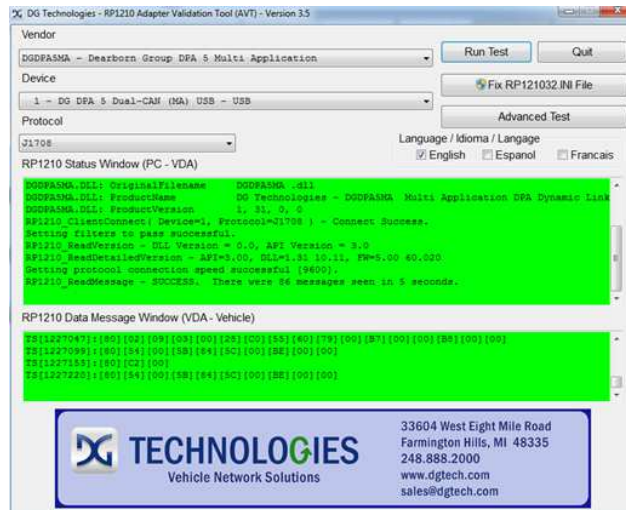 DG Technologies - RP1210 Adapter Validation Tool (AVT) - Version 3.5
Vendor
DGDPA5MA - Dearborn Group DPA 5 Multi Application
Run Test
Quit
Device
Fix RP121032.INI File
1 - DG DPA 5 Dual-CAN (MA) USB - USB
Advanced Test
Protocol
J1708
Language / Idioma / Langage
English
Espanol
Francais
RP1210 Status Window (PC - VDA)
DGDPA5MA.DLL: OriginalFilename DGDPA5MA .dll
DGDPA5MA.DLL: ProductName DG Technologies - DGDPA5MA Multi Application DPA Dynamic Link
DGDPA5MA.DLL: ProductVersion 1, 31, 0, 0
RP1210_ClientConnect( Device=1, Protocol=J1708 ) - Connect Success.
Setting filters to pass successful.
RP1210_ReadVersion - DLL Version = 0.0, API Version = 3.0
RP1210_ReadDetailedVersion - API=3.00, DLL=1.31 10.11, FW=5.00 60.020
Getting protocol connection speed successful [9600].
RP1210_ReadMessage - SUCCESS. There were 86 messages seen in 5 seconds.
RP1210 Data Message Window (VDA - Vehicle)
TS[1227047]:[80][02][09][03][00][25][C0][55][60][79][00][B7][00][00][B8][00][00]
TS[1227099]:[80][54][00][5B][84][5C][00][BE][00][00]
TS[1227155]:[80][C2][00]
TS[1227220]:[80][54][00][5B][84][5C][00][BE][00][00]
DG TECHNOLOGIES
Vehicle Network Solutions
33604 West Eight Mile Road
Farmington Hills, MI 48335
248.888.2000
www.dgtech.com
sales@dgtech.com